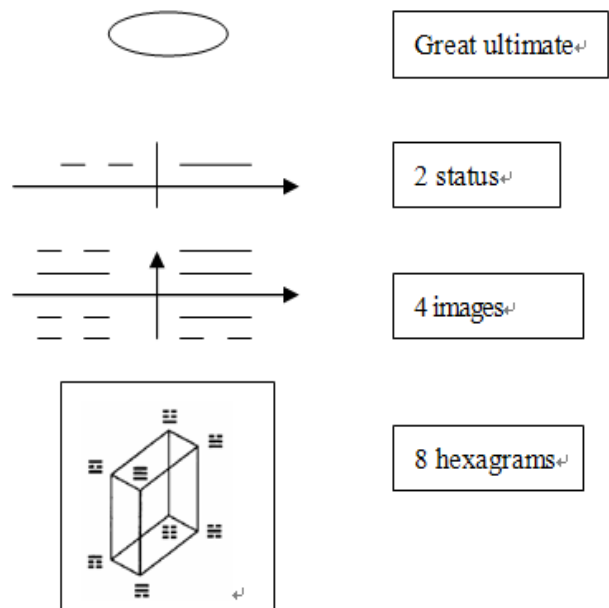 Great ultimate↵
2 status↵
4 images↵
8 hexagrams↵
↵